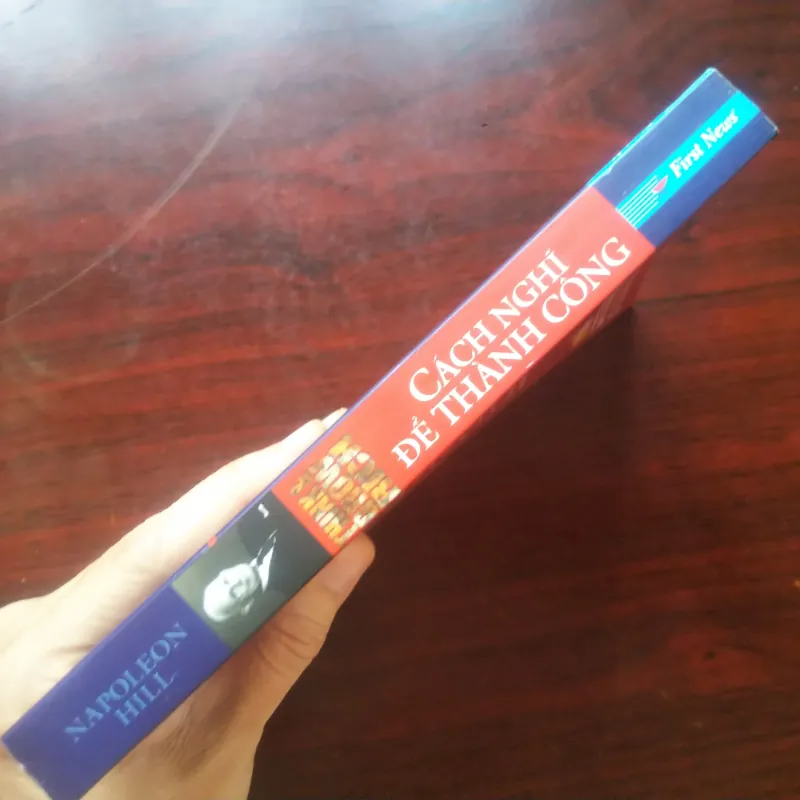 NAPOLEON
HILL
CÁCH NGHĨ
ĐỂ THÀNH CÔNG
First News